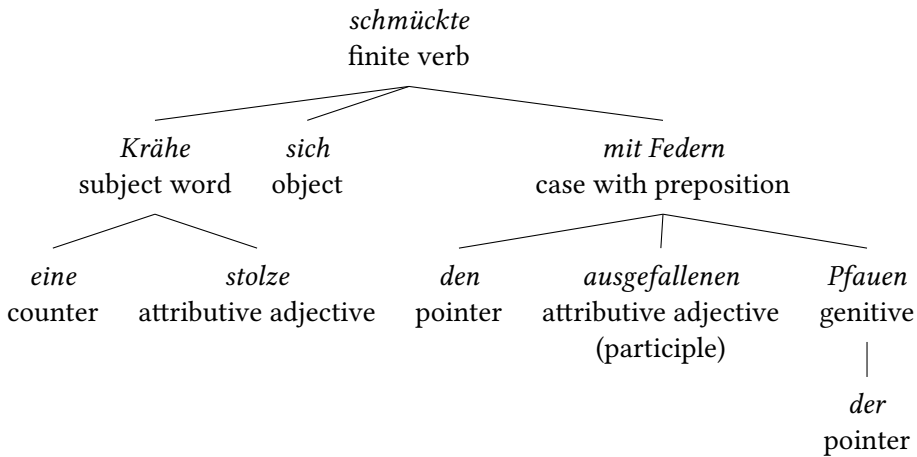 schmückte
finite verb
Krähe sich mit Federn
subject word object case with preposition
eine stolze den ausgefallenen Pfauen
counter attributive adjective pointer attributive adjective genitive
(participle)
der
pointer